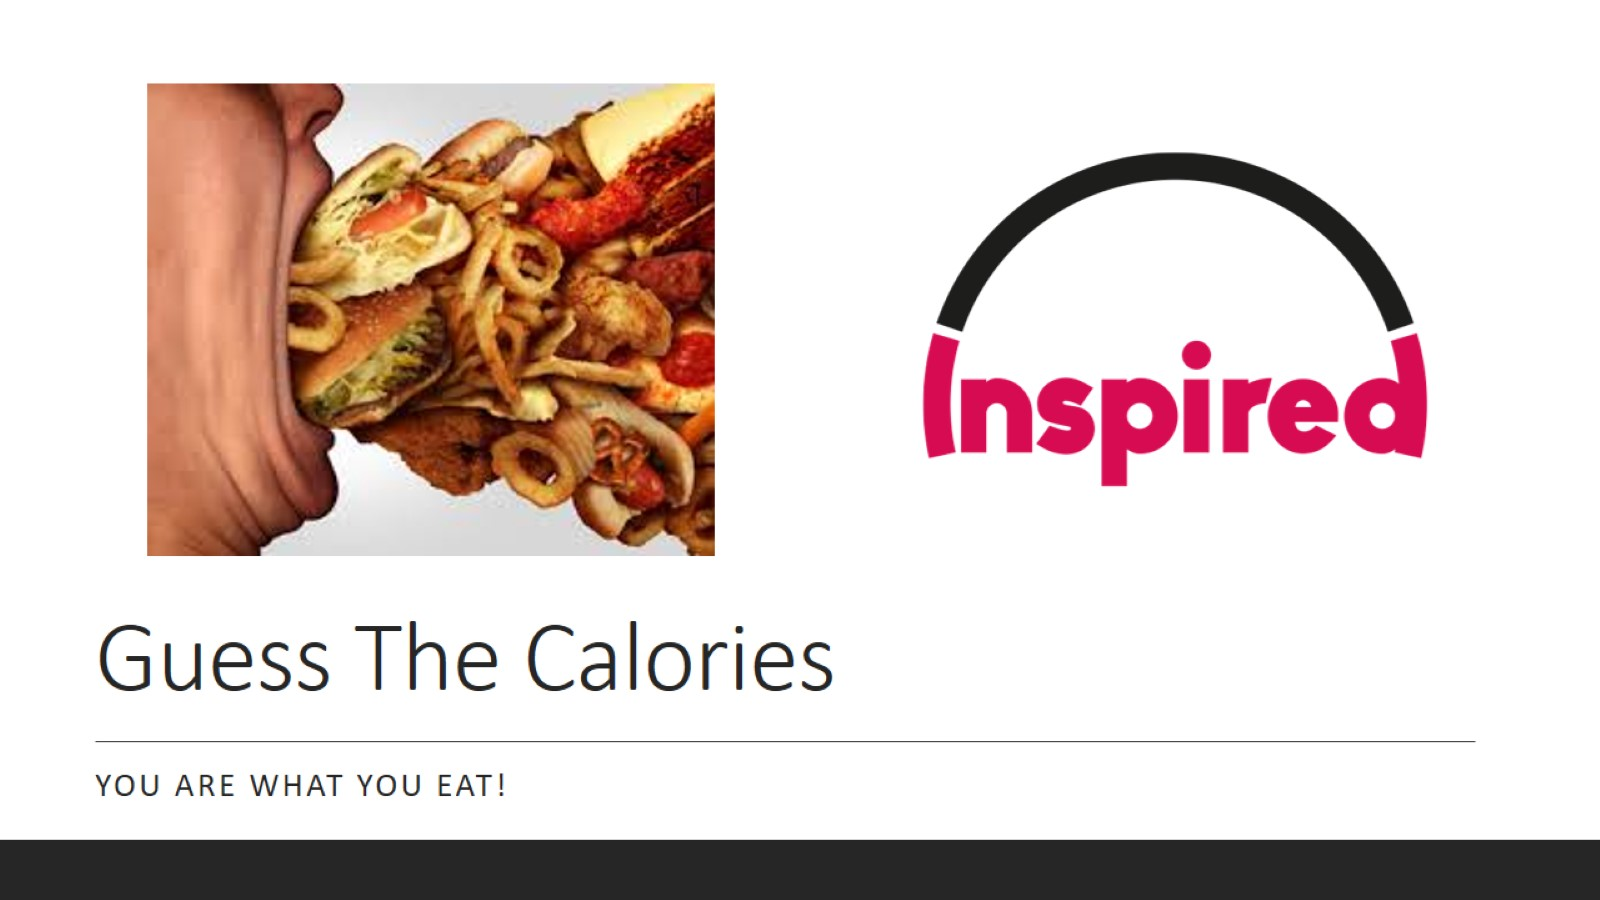 Inspired
Guess The Calories
YOU ARE WHAT YOU EAT!